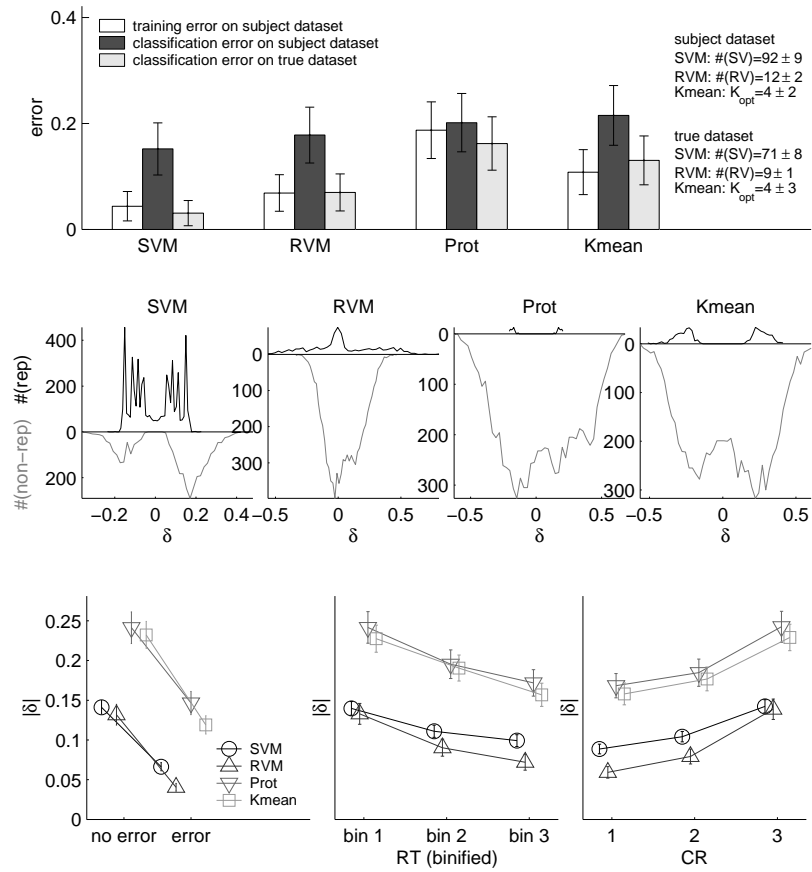 training error on subject dataset
classification error on subject dataset
classification error on true dataset
subject dataset
SVM: #(SV)=92 ± 9
RVM: #(RV)=12 ± 2
Kmean: K_opt=4 ± 2
true dataset
SVM: #(SV)=71 ± 8
RVM: #(RV)=9 ± 1
Kmean: K_opt=4 ± 3
error
0.4
0.2
0
SVM RVM Prot Kmean
SVM RVM Prot Kmean
#(non−rep) #(rep)
400
200
0
200
−0.2 0 0.2 0.4
δ
0
100
200
300
−0.5 0 0.5
δ
0
100
200
300
−0.5 0 0.5
δ
0
100
200
300
−0.5 0 0.5
δ
|δ|
0.25
0.2
0.15
0.1
0.05
0
SVM
RVM
Prot
Kmean
no error error
|δ|
bin 1 bin 2 bin 3
RT (binified)
|δ|
1 2 3
CR